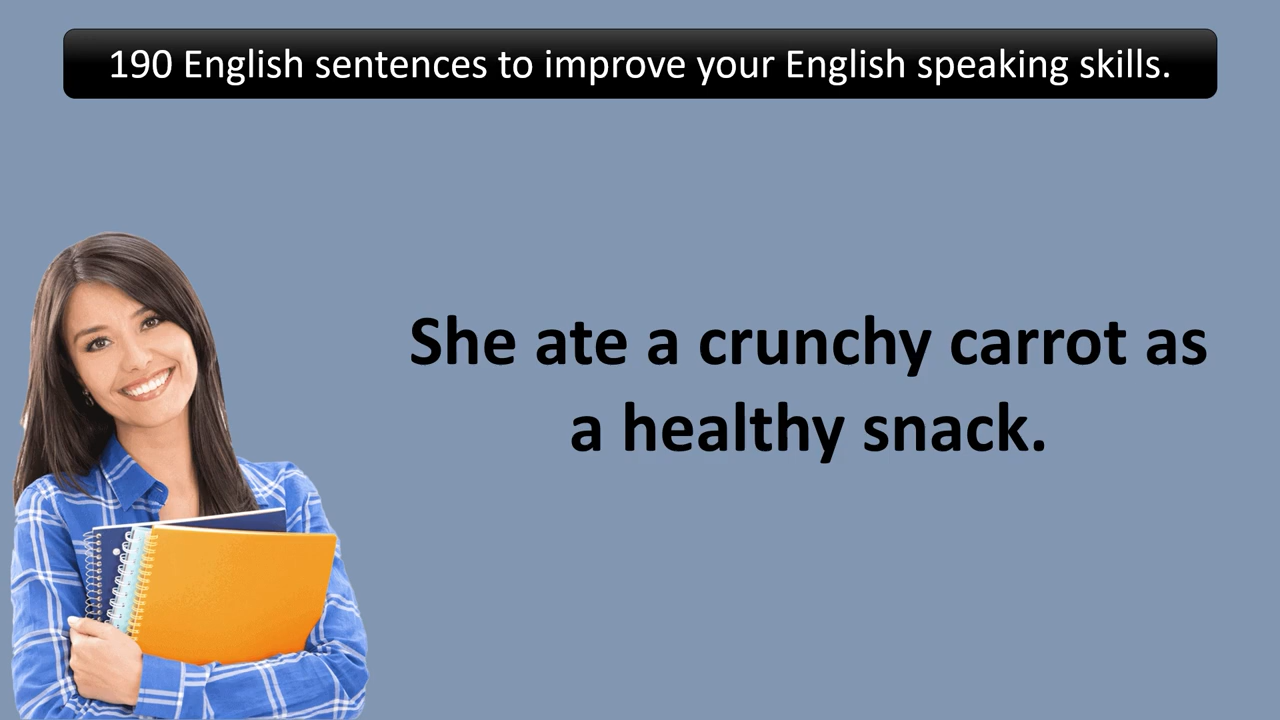 190 English sentences to improve your English speaking skills.
She ate a crunchy carrot as
a healthy snack.